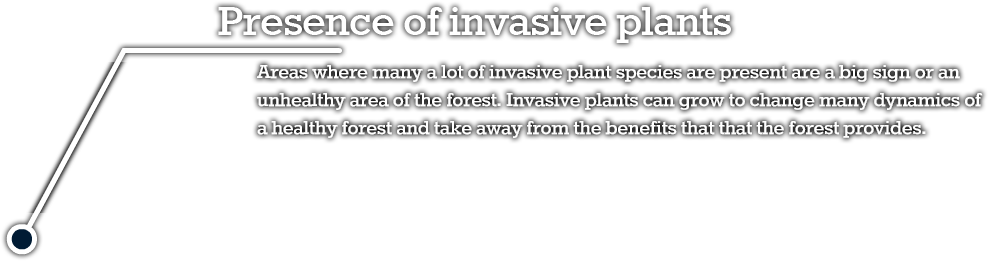 Presence of invasive plants
Areas where many a lot of invasive plant species are present are a big sign or an
unhealthy area of the forest. Invasive plants can grow to change many dynamics of
a healthy forest and take away from the benefits that that the forest provides.